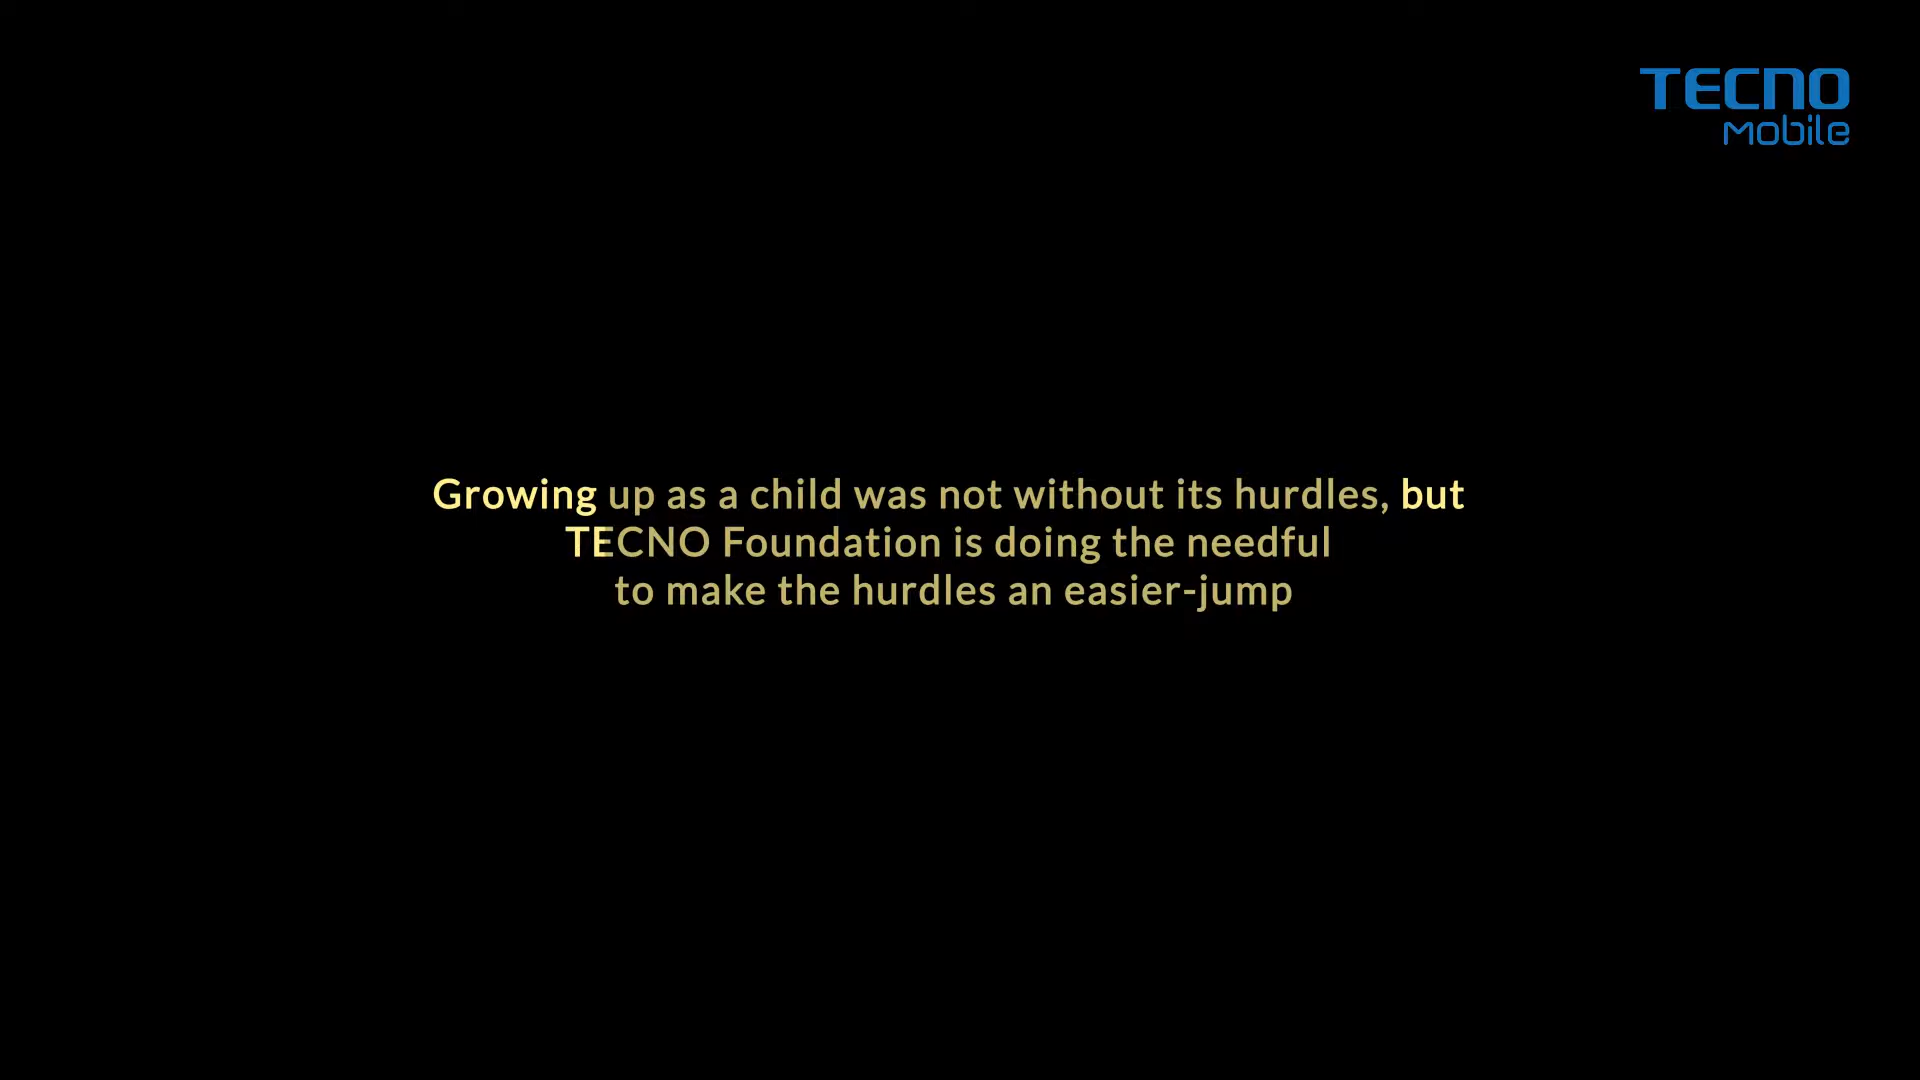 TECNO
mobile
Growing up as a child was not without its hurdles, but
TECNO Foundation is doing the needful
to make the hurdles an easier-jump